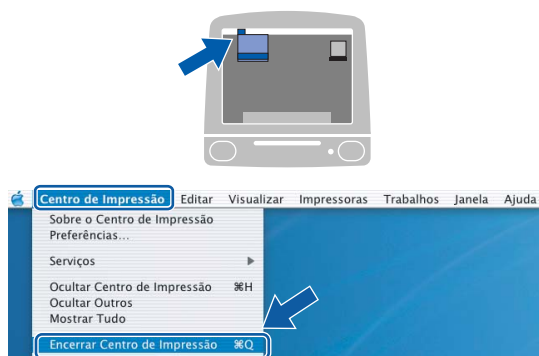 Centro de Impressão Editar Visualizar Impressoras Trabalhos Janela Ajuda
Sobre o Centro de Impressão
Preferências...
Serviços ▶
Ocultar Centro de Impressão ⌘H
Ocultar Outros
Mostrar Tudo
Encerrar Centro de Impressão ⌘Q